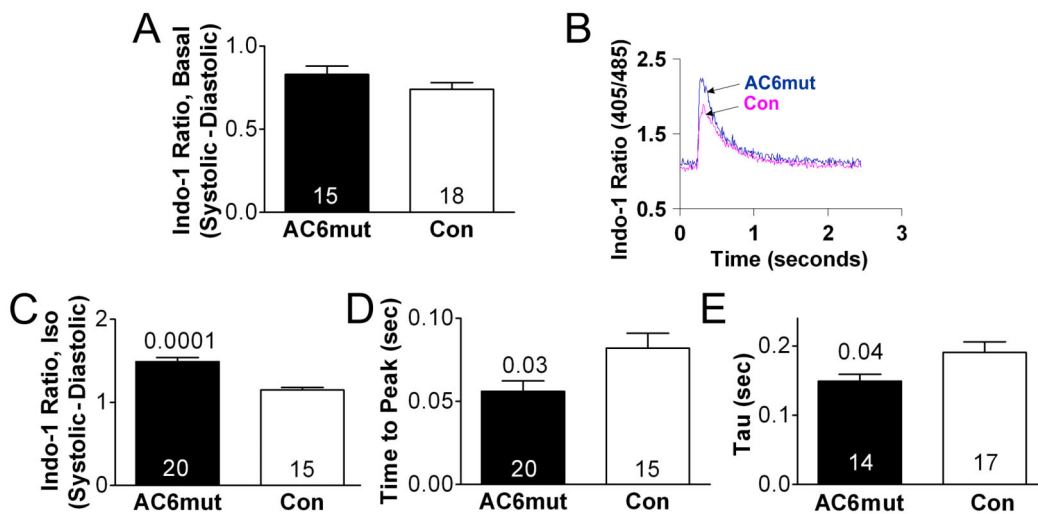 A
Indo-1 Ratio, Basal
(Systolic-Diastolic)
1.0
0.5
0.0
15
18
AC6mut
Con
B
Indo-1 Ratio (405/485)
2.5
1.5
0.5
AC6mut
Con
0
1
2
3
Time (seconds)
C
Indo-1 Ratio, Iso
(Systolic-Diastolic)
2
1
0
0.0001
20
15
AC6mut
Con
D
Time to Peak (sec)
0.10
0.05
0.00
0.03
20
15
AC6mut
Con
E
Tau (sec)
0.2
0.1
0.0
0.04
14
17
AC6mut
Con